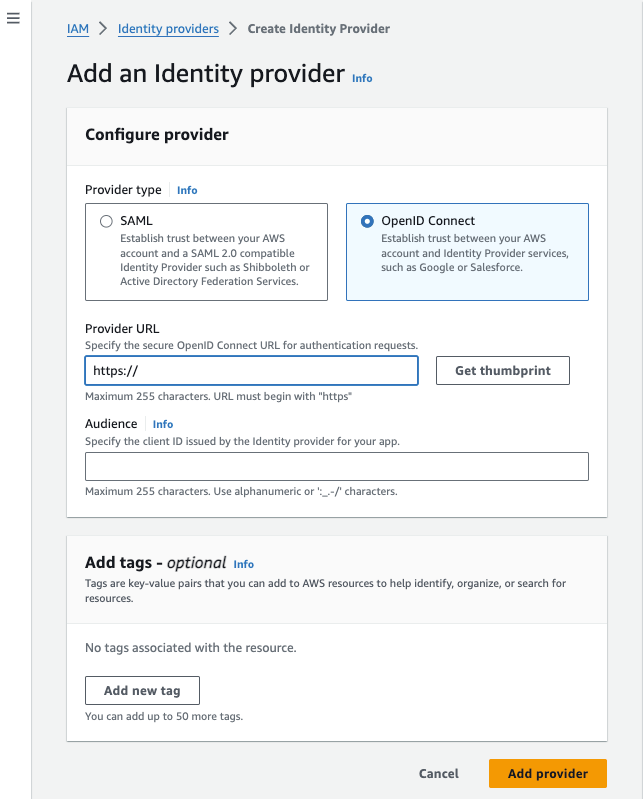 IAM > Identity providers > Create Identity Provider
Add an Identity provider Info
Configure provider
Provider type Info
SAML
Establish trust between your AWS
account and a SAML 2.0 compatible
Identity Provider such as Shibboleth or
Active Directory Federation Services.
OpenID Connect
Establish trust between your AWS
account and Identity Provider services,
such as Google or Salesforce.
Provider URL
Specify the secure OpenID Connect URL for authentication requests.
https://
Get thumbprint
Maximum 255 characters. URL must begin with "https"
Audience Info
Specify the client ID issued by the Identity provider for your app.
Maximum 255 characters. Use alphanumeric or ':_.-/' characters.
Add tags - optional Info
Tags are key-value pairs that you can add to AWS resources to help identify, organize, or search for
resources.
No tags associated with the resource.
Add new tag
You can add up to 50 more tags.
Cancel
Add provider